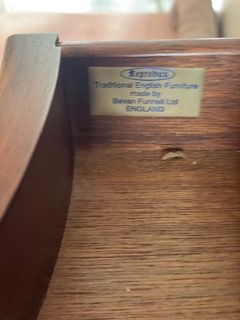 Reprodux
Traditional English Furniture
made by
Bevan Funnell Ltd
ENGLAND